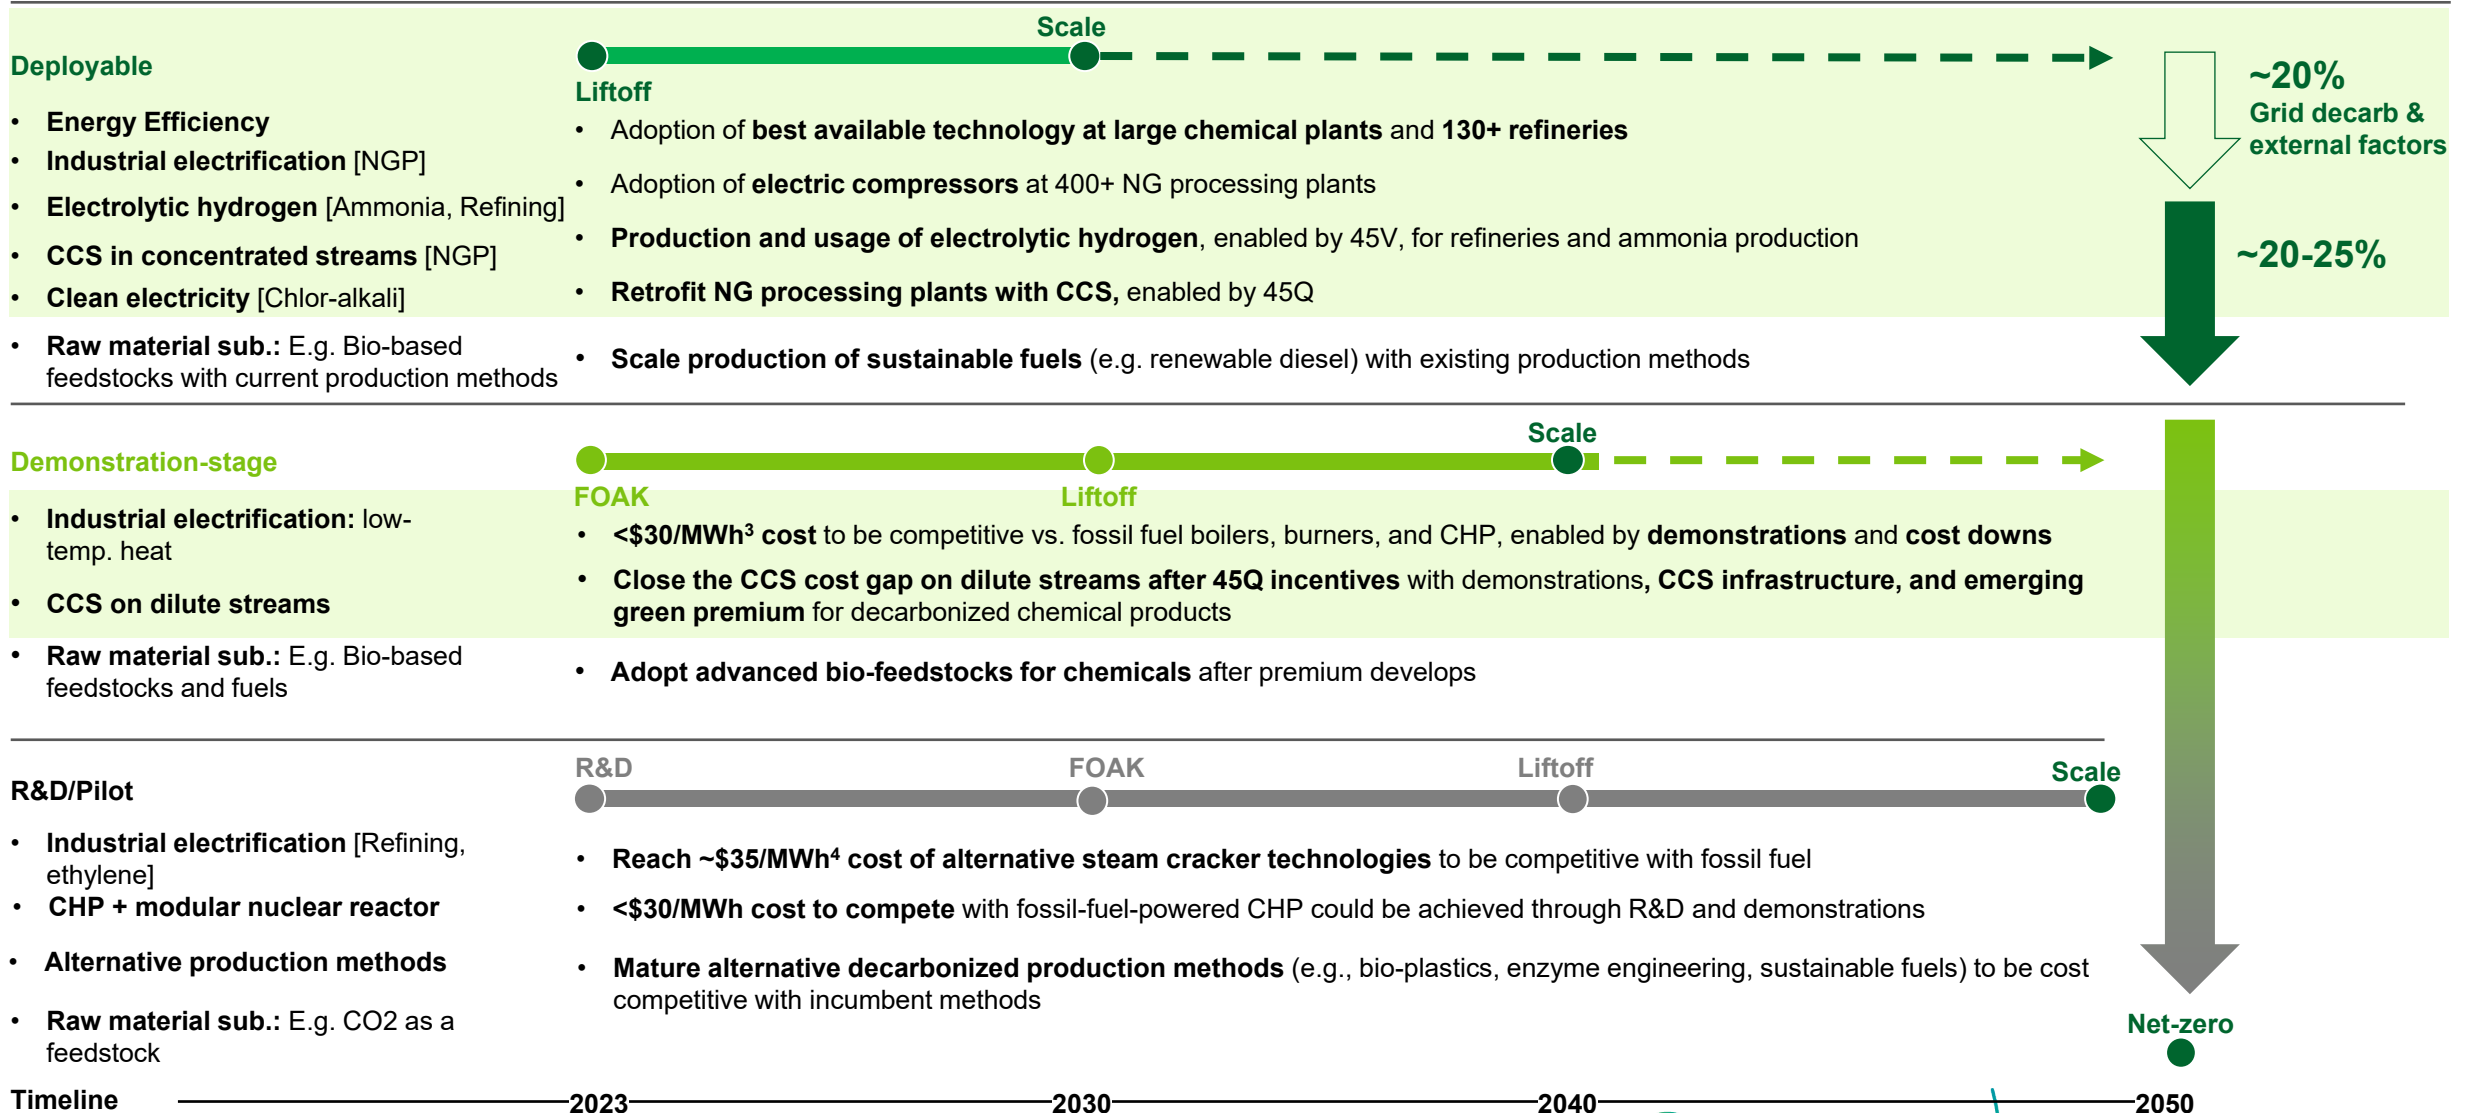 Scale
Deployable
Liftoff
~20%
Grid decarb &
external factors
• Energy Efficiency
• Industrial electrification [NGP]
• Electrolytic hydrogen [Ammonia, Refining]
• CCS in concentrated streams [NGP]
• Clean electricity [Chlor-alkali]
• Raw material sub.: E.g. Bio-based
feedstocks with current production methods
• Adoption of best available technology at large chemical plants and 130+ refineries
• Adoption of electric compressors at 400+ NG processing plants
• Production and usage of electrolytic hydrogen, enabled by 45V, for refineries and ammonia production
• Retrofit NG processing plants with CCS, enabled by 45Q
• Scale production of sustainable fuels (e.g. renewable diesel) with existing production methods
~20-25%
Scale
Demonstration-stage
FOAK
Liftoff
• Industrial electrification: low-
temp. heat
• CCS on dilute streams
• Raw material sub.: E.g. Bio-based
feedstocks and fuels
• <$30/MWh³ cost to be competitive vs. fossil fuel boilers, burners, and CHP, enabled by demonstrations and cost downs
• Close the CCS cost gap on dilute streams after 45Q incentives with demonstrations, CCS infrastructure, and emerging
green premium for decarbonized chemical products
• Adopt advanced bio-feedstocks for chemicals after premium develops
R&D
FOAK
Liftoff
Scale
R&D/Pilot
• Industrial electrification [Refining,
ethylene]
• CHP + modular nuclear reactor
• Alternative production methods
• Raw material sub.: E.g. CO2 as a
feedstock
• Reach ~$35/MWh⁴ cost of alternative steam cracker technologies to be competitive with fossil fuel
• <$30/MWh cost to compete with fossil-fuel-powered CHP could be achieved through R&D and demonstrations
• Mature alternative decarbonized production methods (e.g., bio-plastics, enzyme engineering, sustainable fuels) to be cost
competitive with incumbent methods
Net-zero
Timeline
2023
2030
2040
2050